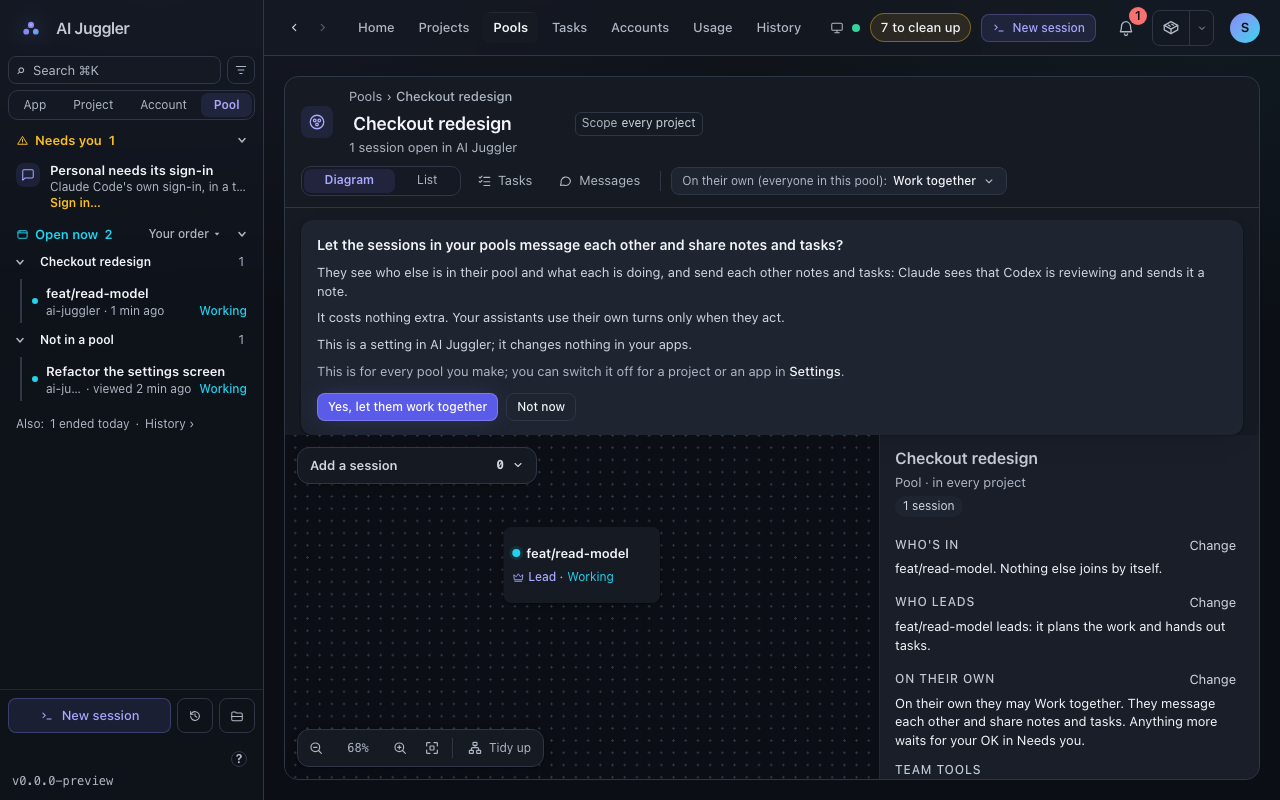 AI Juggler
Search ⌘K
App Project Account Pool
Needs you 1
Personal needs its sign-in
Claude Code's own sign-in, in a t...
Sign in...
Open now 2 Your order
Checkout redesign 1
feat/read-model
ai-juggler · 1 min ago Working
Not in a pool 1
Refactor the settings screen
ai-ju... · viewed 2 min ago Working
Also: 1 ended today · History ›
New session
?
v0.0.0-preview
Home Projects Pools Tasks Accounts Usage History
7 to clean up
New session
1
S
Pools › Checkout redesign
Checkout redesign
Scope every project
1 session open in AI Juggler
Diagram List Tasks Messages
On their own (everyone in this pool): Work together
Let the sessions in your pools message each other and share notes and tasks?
They see who else is in their pool and what each is doing, and send each other notes and tasks: Claude sees that Codex is reviewing and sends it a
note.
It costs nothing extra. Your assistants use their own turns only when they act.
This is a setting in AI Juggler; it changes nothing in your apps.
This is for every pool you make; you can switch it off for a project or an app in Settings.
Yes, let them work together Not now
Add a session 0
feat/read-model
Lead · Working
68% Tidy up
Checkout redesign
Pool · in every project
1 session
WHO'S IN Change
feat/read-model. Nothing else joins by itself.
WHO LEADS Change
feat/read-model leads: it plans the work and hands out
tasks.
ON THEIR OWN Change
On their own they may Work together. They message
each other and share notes and tasks. Anything more
waits for your OK in Needs you.
TEAM TOOLS